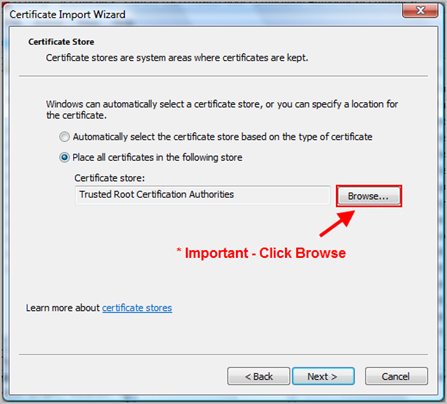 Certificate Import Wizard
Certificate Store
Certificate stores are system areas where certificates are kept.
Windows can automatically select a certificate store, or you can specify a location for
the certificate.
Automatically select the certificate store based on the type of certificate
Place all certificates in the following store
Certificate store:
Trusted Root Certification Authorities
Browse...
* Important - Click Browse
Learn more about certificate stores
< Back
Next >
Cancel